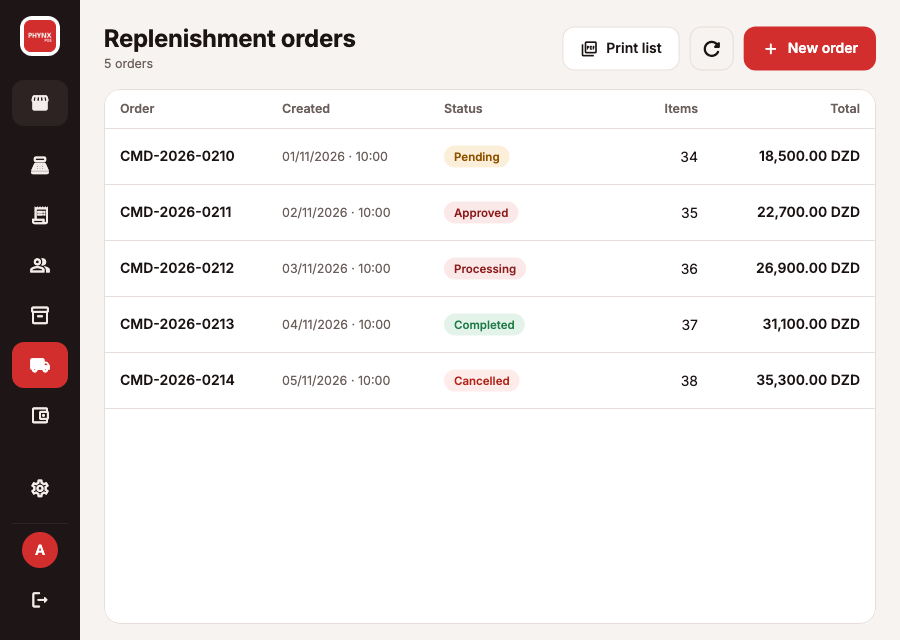 PHYNX
Replenishment orders
5 orders
Print list
New order
Order Created Status Items Total
CMD-2026-0210 01/11/2026 · 10:00 Pending 34 18,500.00 DZD
CMD-2026-0211 02/11/2026 · 10:00 Approved 35 22,700.00 DZD
CMD-2026-0212 03/11/2026 · 10:00 Processing 36 26,900.00 DZD
CMD-2026-0213 04/11/2026 · 10:00 Completed 37 31,100.00 DZD
CMD-2026-0214 05/11/2026 · 10:00 Cancelled 38 35,300.00 DZD
A